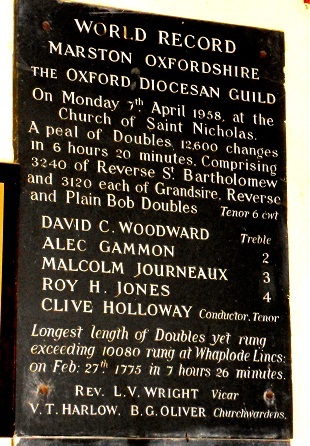 WORLD RECORD
MARSTON OXFORDSHIRE
THE OXFORD DIOCESAN GUILD
On Monday 7th April 1958, at the
Church of Saint Nicholas.
A peal of Doubles, 12,600 changes
in 6 hours 20 minutes, Comprising
3240 of Reverse St. Bartholomew
and 3120 each of Grandsire, Reverse
and Plain Bob Doubles Tenor 6 cwt
DAVID C. WOODWARD Treble
ALEC GAMMON 2
MALCOLM JOURNEAUX 3
ROY H. JONES 4
CLIVE HOLLOWAY Conductor, Tenor
Longest length of Doubles yet rung
exceeding 10080 rung at Whaplode Lincs:
on Feb: 27th 1775 in 7 hours 26 minutes.
REV. L.V. WRIGHT Vicar
V.T. HARLOW, B.G. OLIVER Churchwardens.